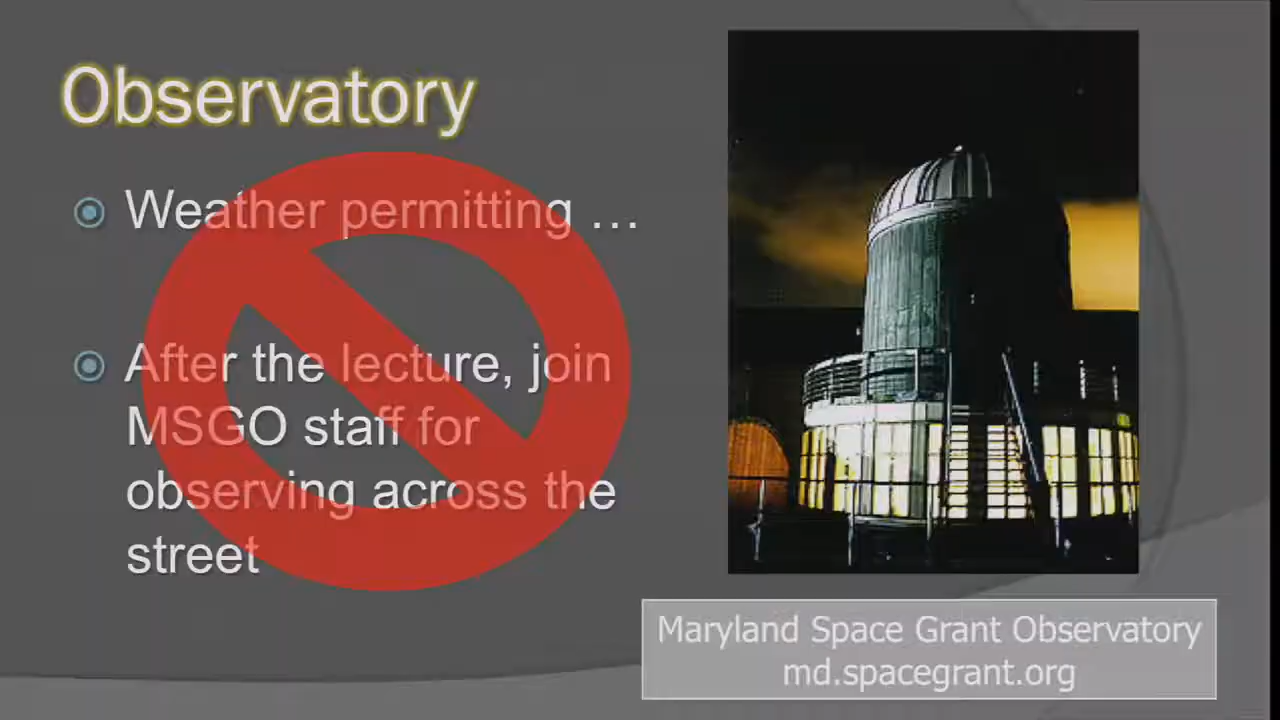 Observatory
Weather permitting …
After the lecture, join
MSGO staff for
observing across the
street
Maryland Space Grant Observatory
md.spacegrant.org